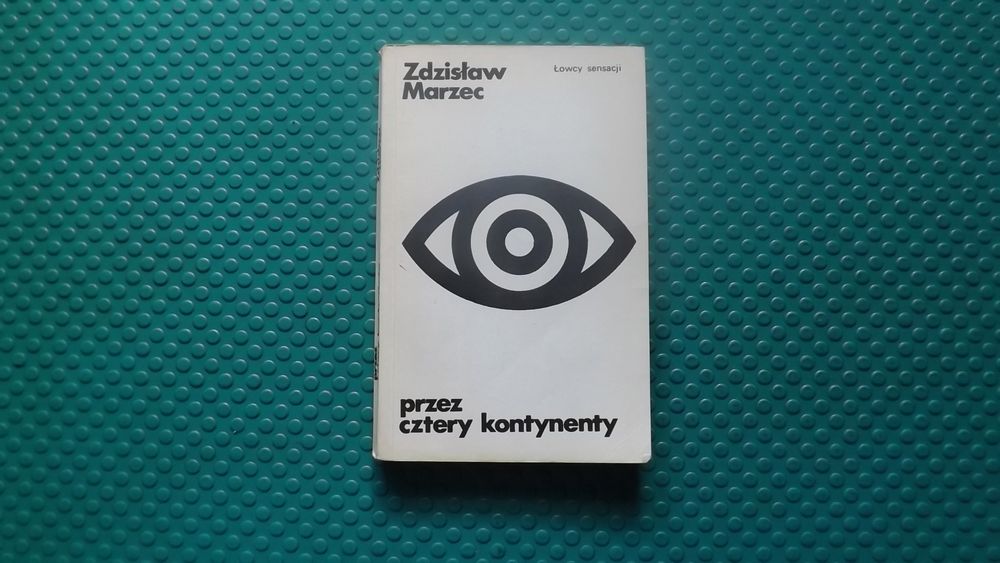 Zdzisław
Marzec
Łowcy sensacji
przez
cztery kontynenty